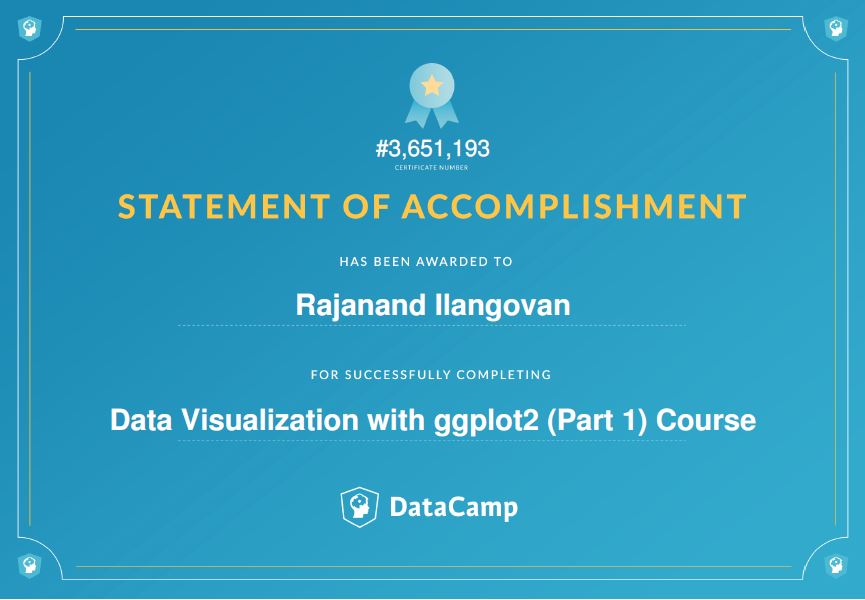 #3,651,193
CERTIFICATE NUMBER
STATEMENT OF ACCOMPLISHMENT
HAS BEEN AWARDED TO
Rajanand Ilangovan
FOR SUCCESSFULLY COMPLETING
Data Visualization with ggplot2 (Part 1) Course
DataCamp